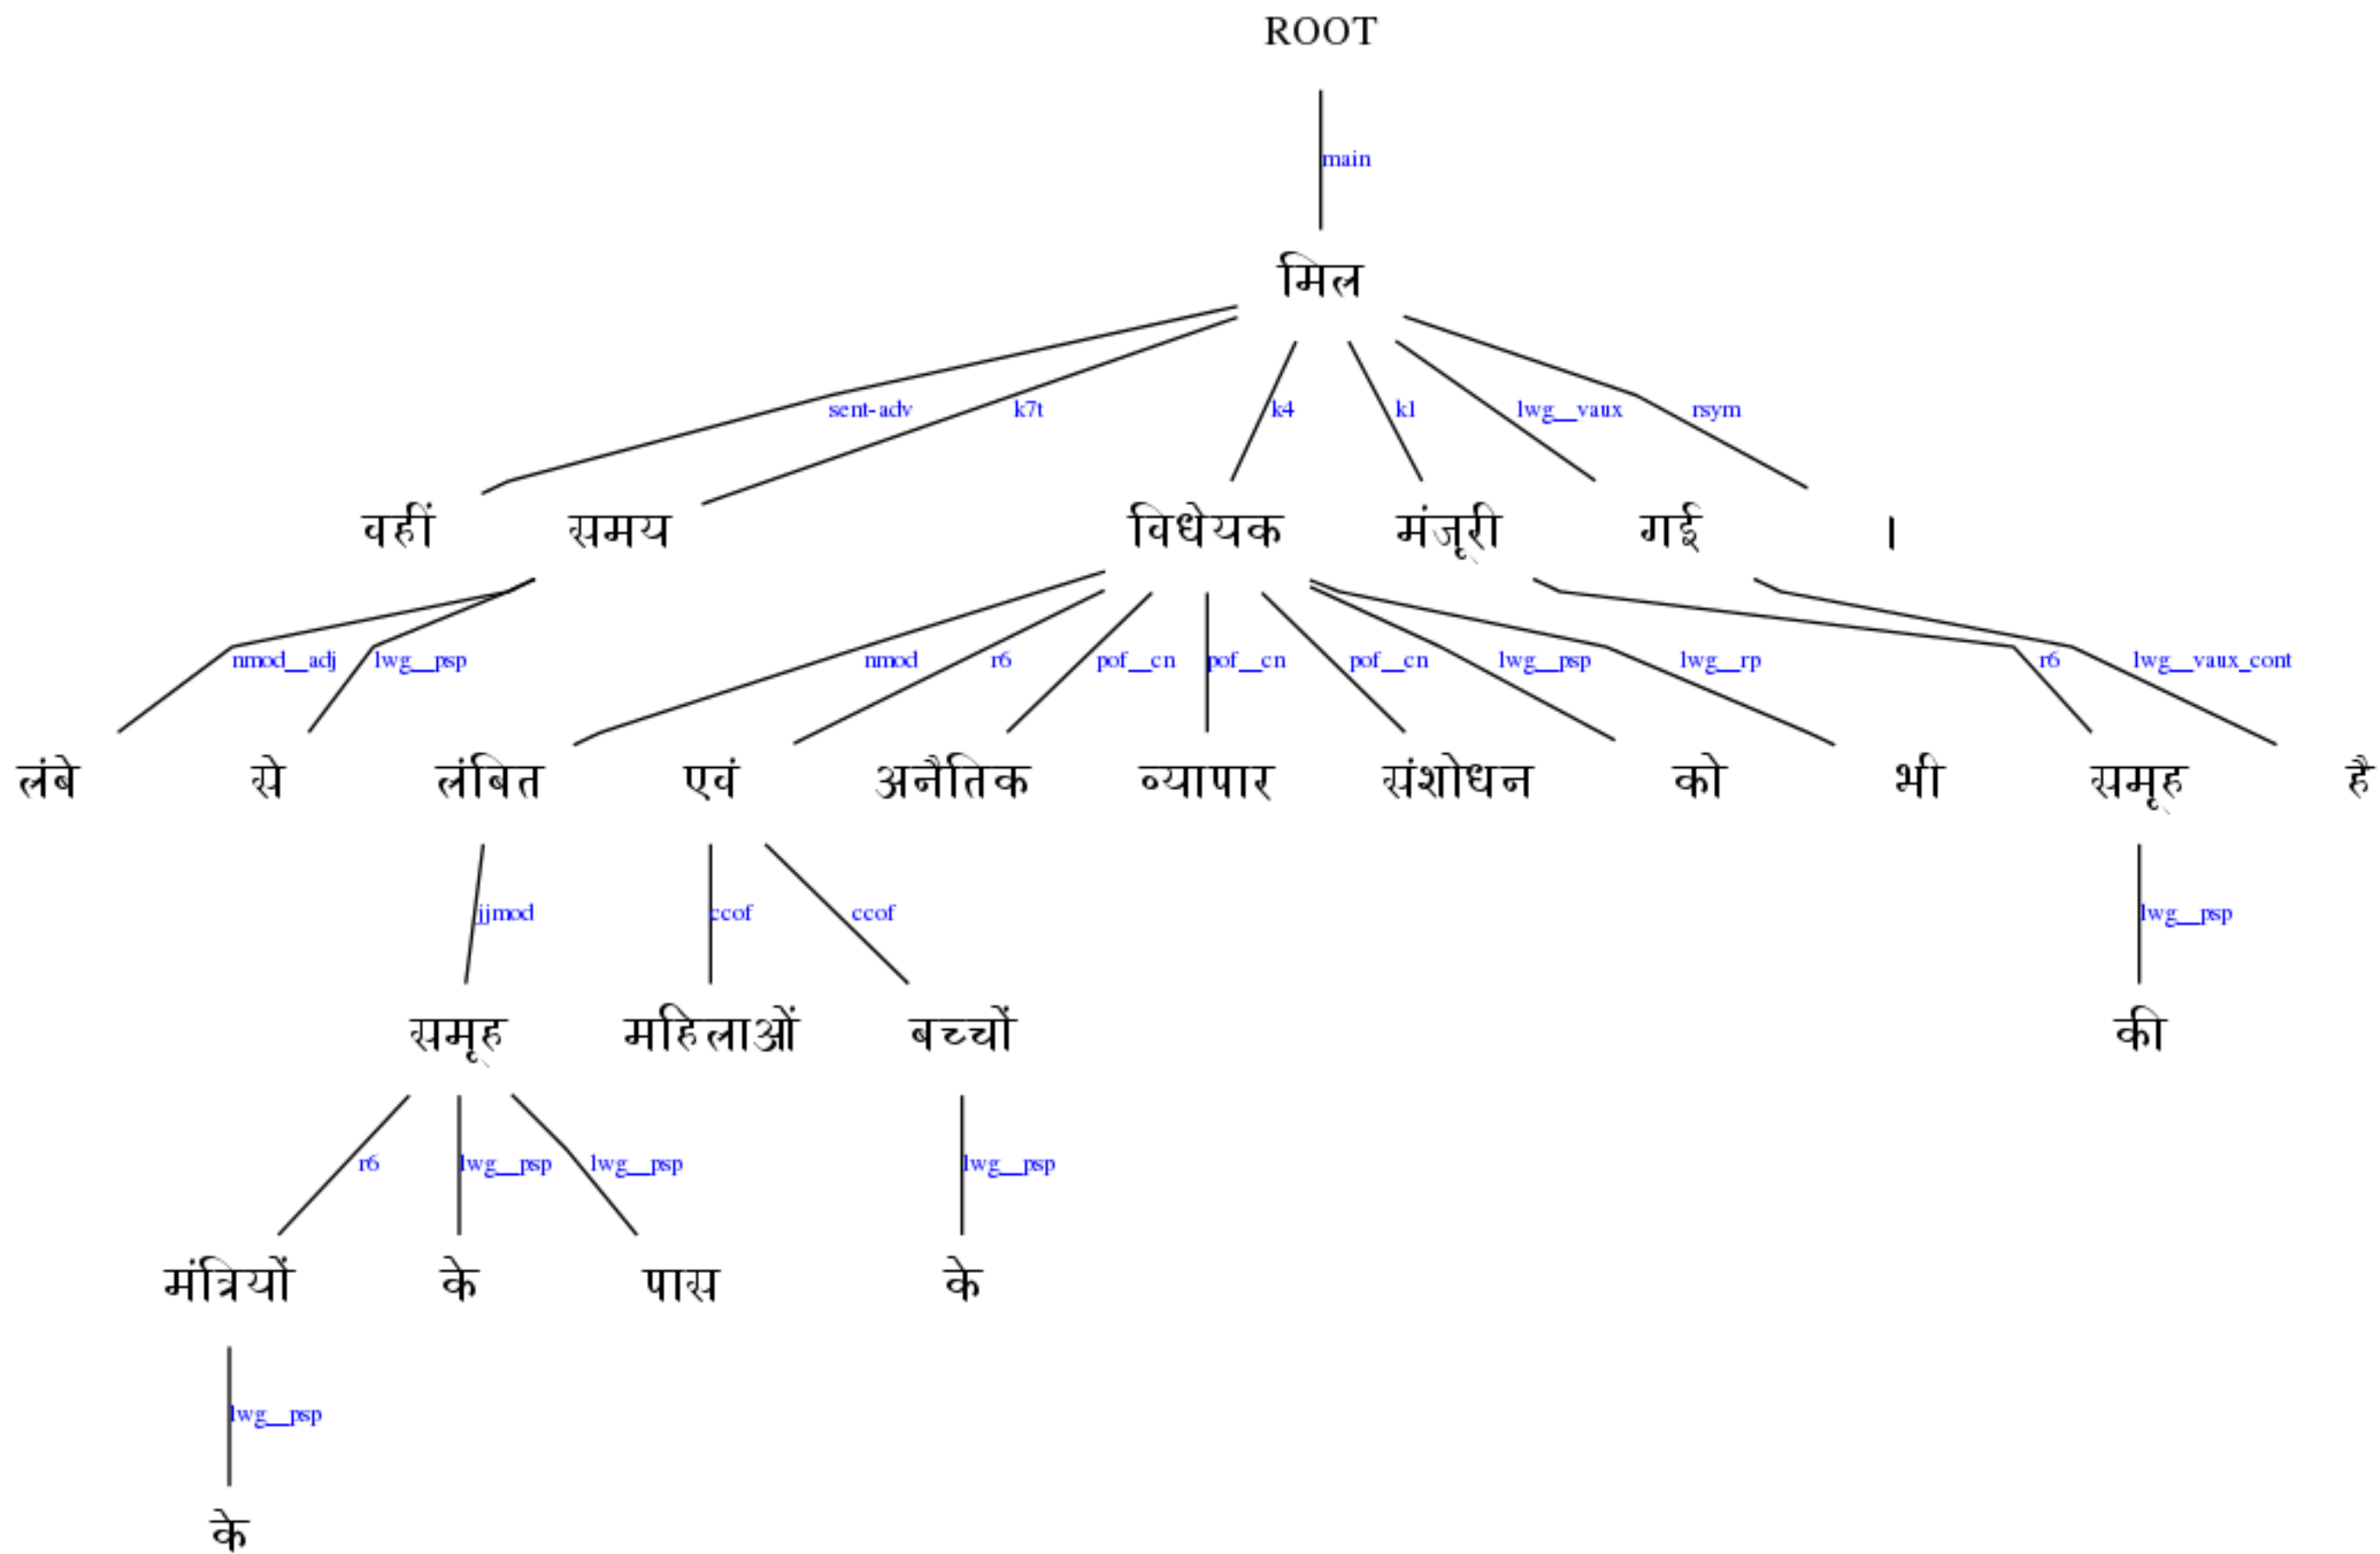 ROOT
main
मिल
sent-adv k7t k4 k1 lwg__vaux rsym
वहीं समय विधेयक मंजूरी गई ।
nmod__adj lwg__psp nmod r6 pof__cn pof__cn pof__cn lwg__psp lwg__rp r6 lwg__vaux_cont
लंबे से लंबित एवं अनैतिक व्यापार संशोधन को भी समूह है
jjmod ccof ccof lwg__psp
समूह महिलाओं बच्चों की
r6 lwg__psp lwg__psp lwg__psp
मंत्रियों के पास के
lwg__psp
के